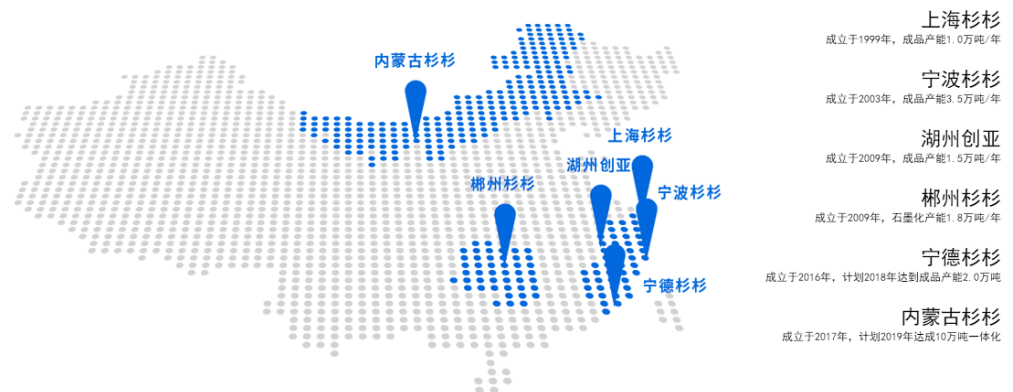 内蒙古杉杉
上海杉杉
湖州创亚
郴州杉杉
宁波杉杉
宁德杉杉
上海杉杉
成立于1999年，成品产能1.0万吨/年
宁波杉杉
成立于2003年，成品产能3.5万吨/年
湖州创亚
成立于2009年，成品产能1.5万吨/年
郴州杉杉
成立于2009年，石墨化产能1.8万吨/年
宁德杉杉
成立于2016年，计划2018年达到成品产能2.0万吨
内蒙古杉杉
成立于2017年，计划2019年达成10万吨一体化